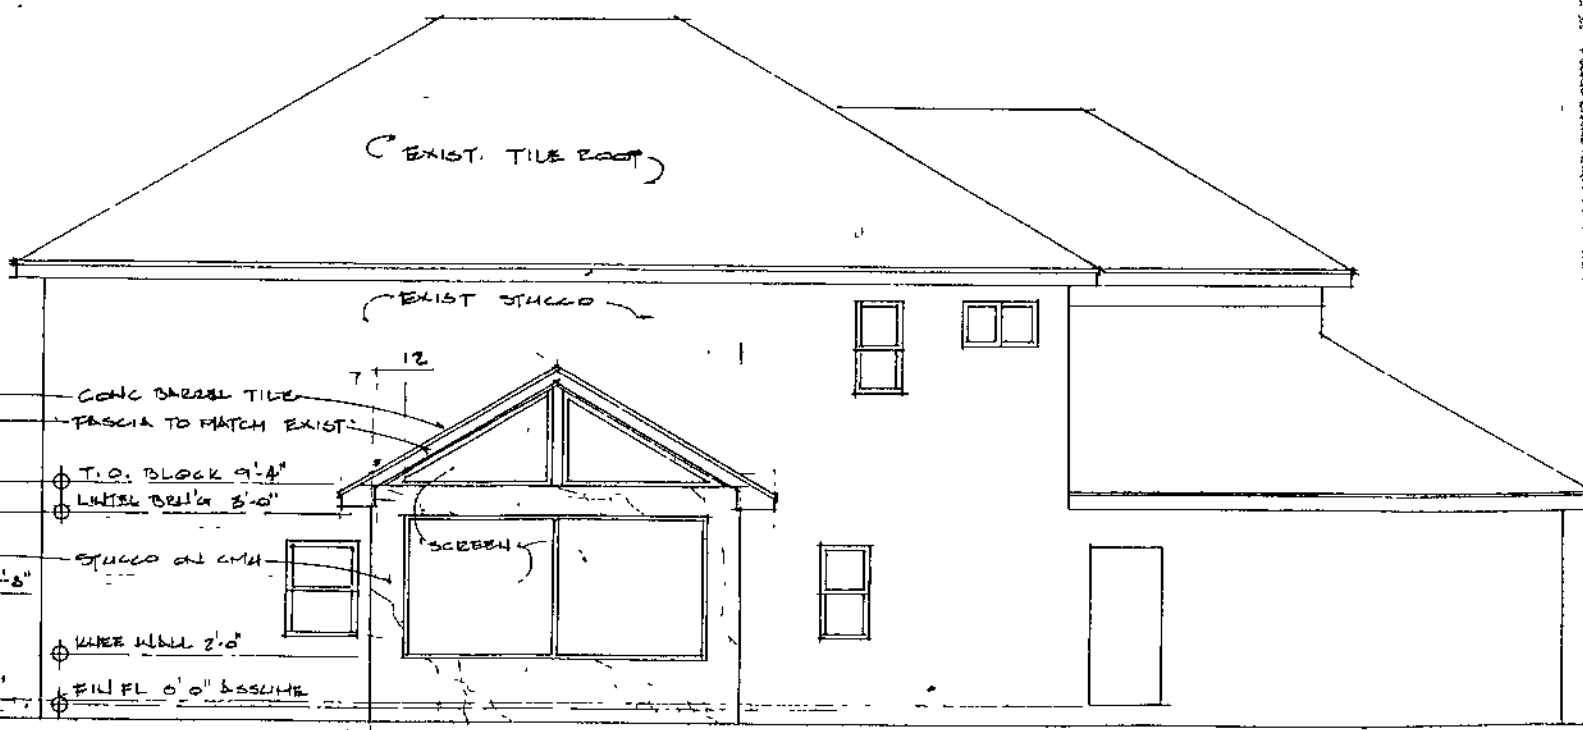 EXIST. TILE ROOF
EXIST STUCCO
12
7
CONC BARREL TILE
FASCIA TO MATCH EXIST.
T.O. BLOCK 9'-4"
LINTEL BRN'G 8'-0"
SCREEN
STUCCO ON CMU
KNEE WALL 2'-0"
FIN FL 0'0" ASSUME